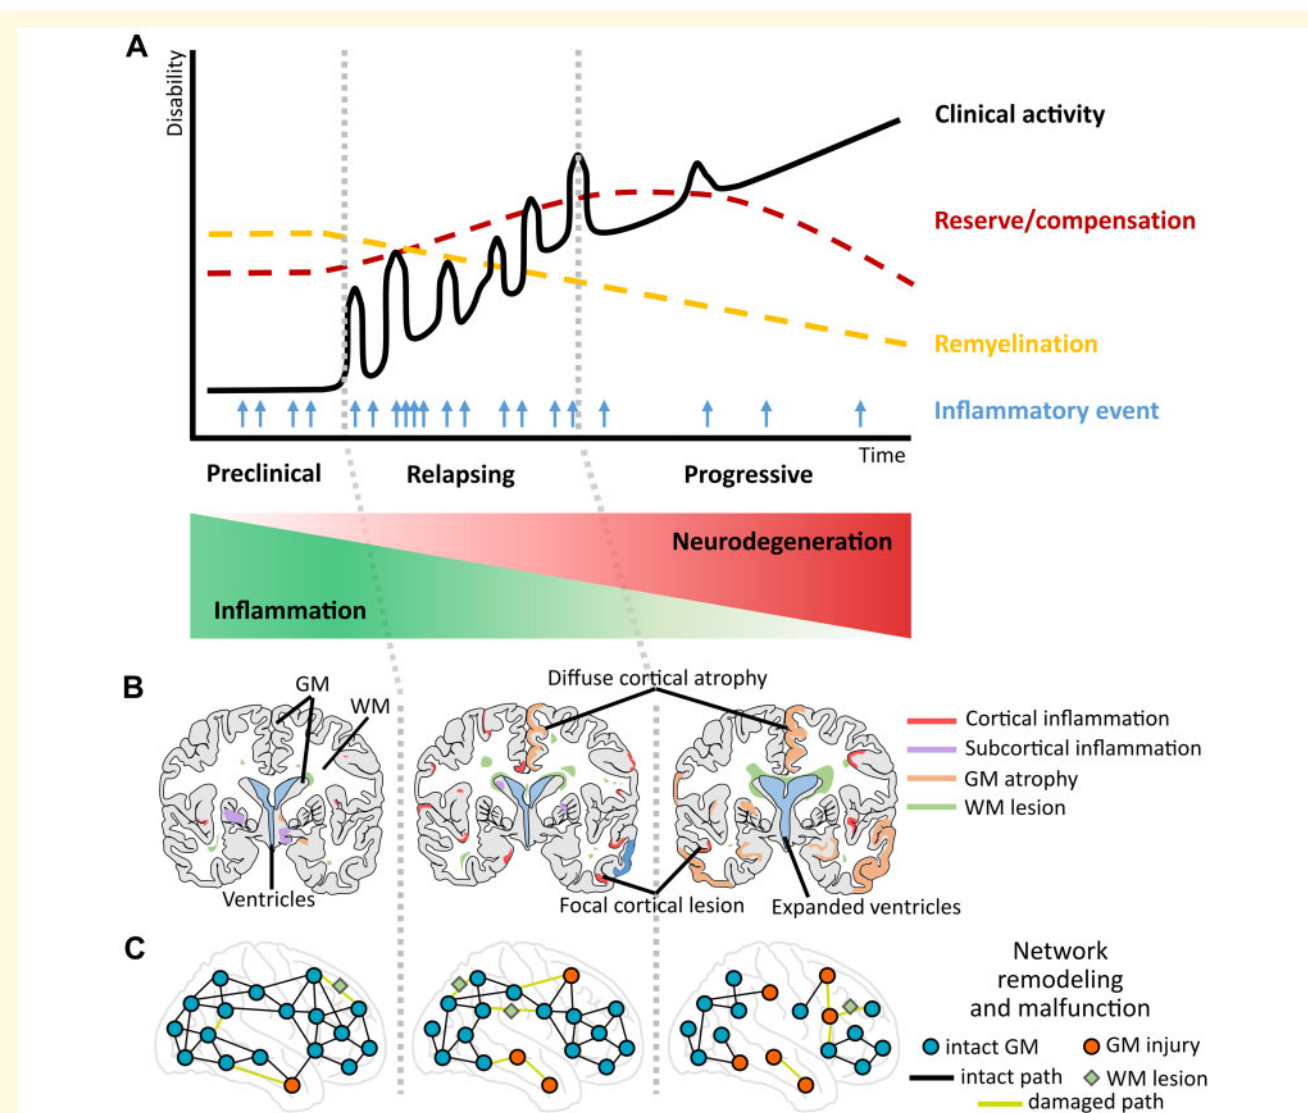 A
Disability
Clinical activity
Reserve/compensation
Remyelination
Inflammatory event
Time
Preclinical
Relapsing
Progressive
Neurodegeneration
Inflammation
B
GM
WM
Diffuse cortical atrophy
Cortical inflammation
Subcortical inflammation
GM atrophy
WM lesion
Ventricles
Focal cortical lesion
Expanded ventricles
C
Network
remodeling
and malfunction
intact GM
GM injury
intact path
WM lesion
damaged path